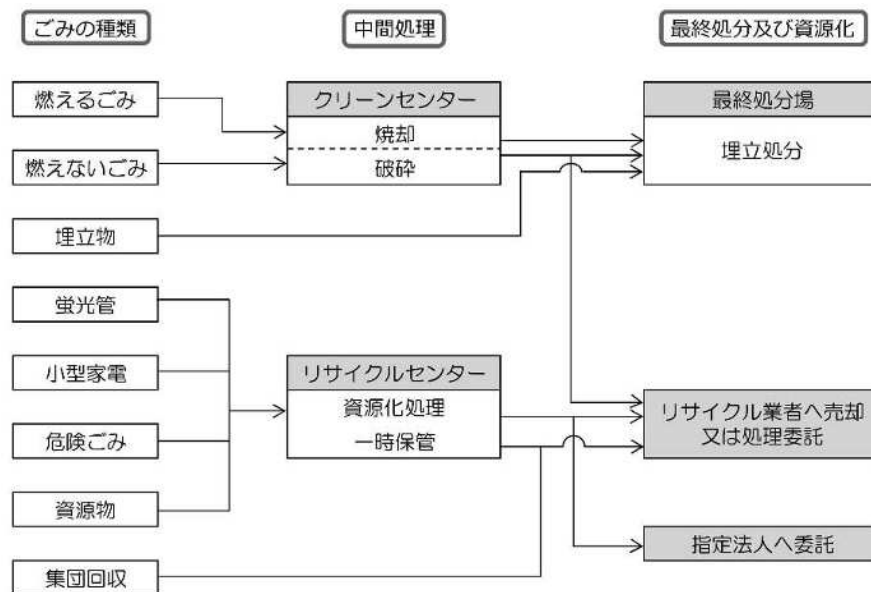 ごみの種類
中間処理
最終処分及び資源化
燃えるごみ
燃えないごみ
埋立物
蛍光管
小型家電
危険ごみ
資源物
集団回収
クリーンセンター
焼却
破砕
リサイクルセンター
資源化処理
一時保管
最終処分場
埋立処分
リサイクル業者へ売却
又は処理委託
指定法人へ委託